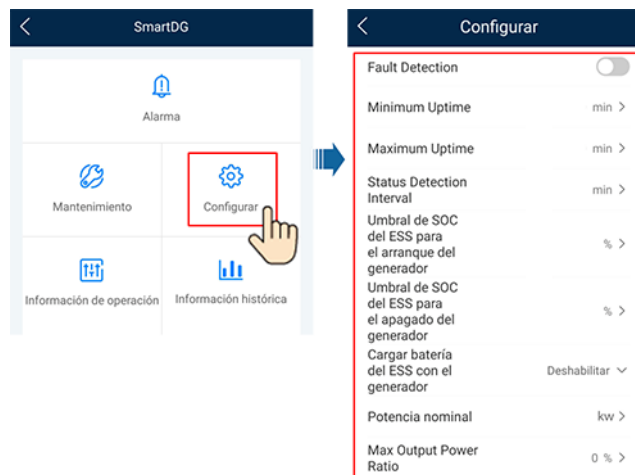 SmartDG
Alarma
Mantenimiento
Configurar
Información de operación
Información histórica
Configurar
Fault Detection
Minimum Uptime
min
Maximum Uptime
min
Status Detection
Interval
min
Umbral de SOC
del ESS para
el arranque del
generador
%
Umbral de SOC
del ESS para
el apagado del
generador
%
Cargar batería
del ESS con el
generador
Deshabilitar
Potencia nominal
kw
Max Output Power
Ratio
0 %